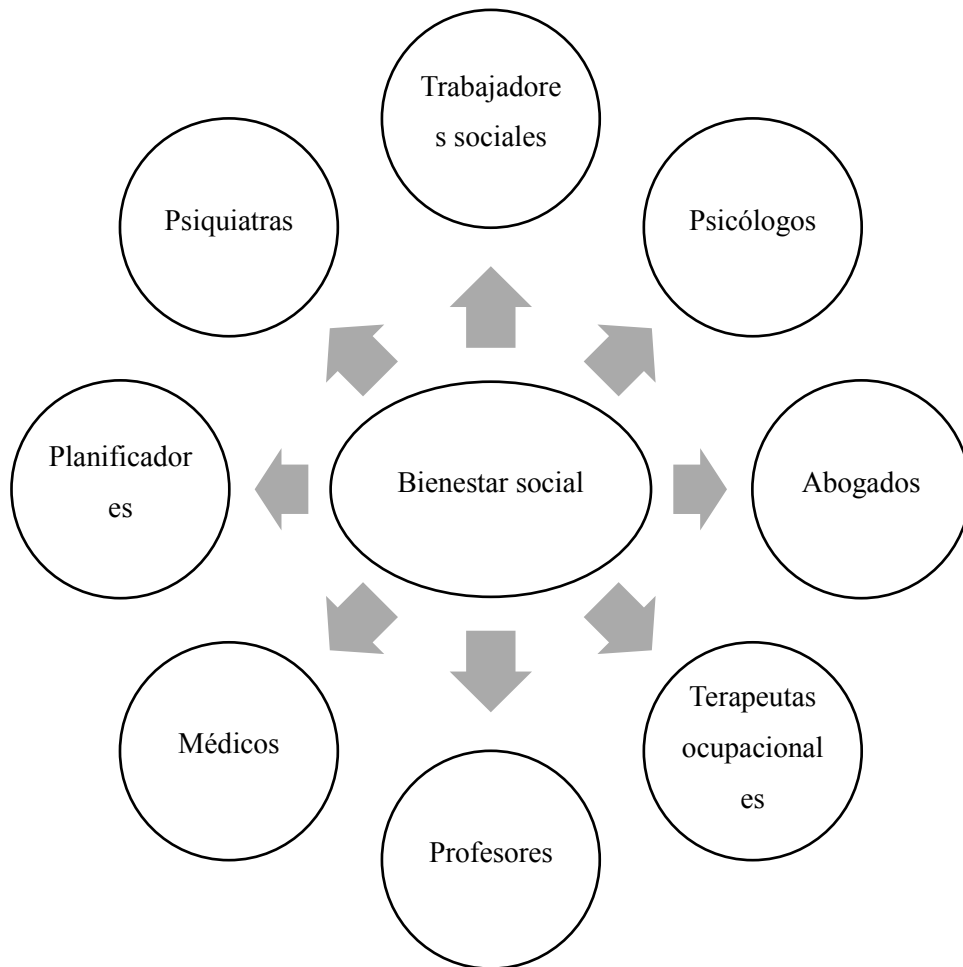 Trabajadore
s sociales
Psiquiatras
Psicólogos
Planificador
es
Bienestar social
Abogados
Médicos
Terapeutas
ocupacional
es
Profesores